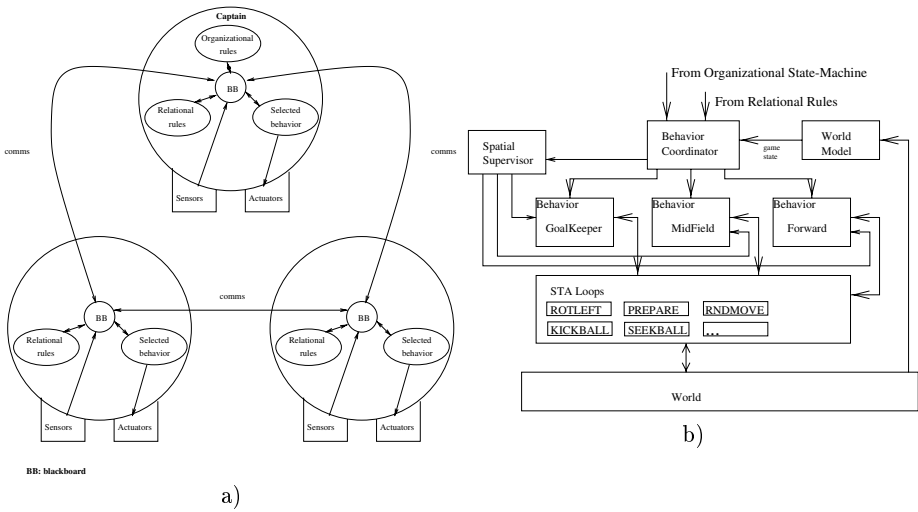 Captain
Organizational
rules
BB
Relational
rules
Selected
behavior
comms
comms
Sensors
Actuators
comms
BB
Relational
rules
Selected
behavior
Sensors
Actuators
BB
Relational
rules
Selected
behavior
Sensors
Actuators
BB: blackboard
a)
From Organizational State-Machine
From Relational Rules
Spatial
Supervisor
Behavior
Coordinator
game
state
World
Model
Behavior
GoalKeeper
Behavior
MidField
Behavior
Forward
STA Loops
ROTLEFT
PREPARE
RNDMOVE
KICKBALL
SEEKBALL
...
World
b)